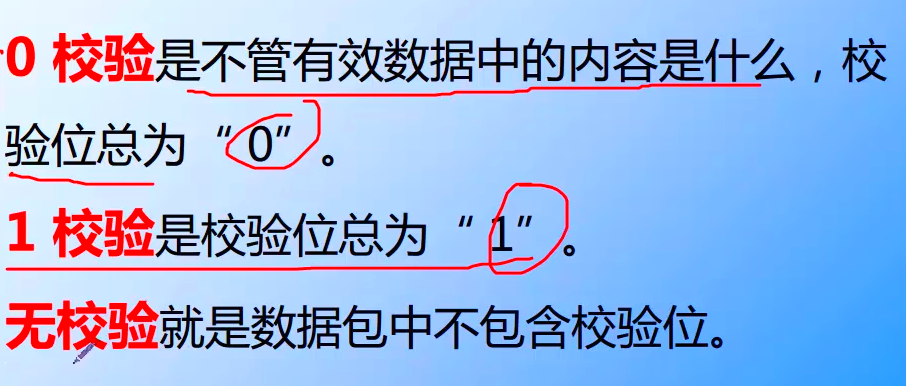 0 校验是不管有效数据中的内容是什么，校
验位总为“0”。
1 校验是校验位总为“1”。
无校验就是数据包中不包含校验位。